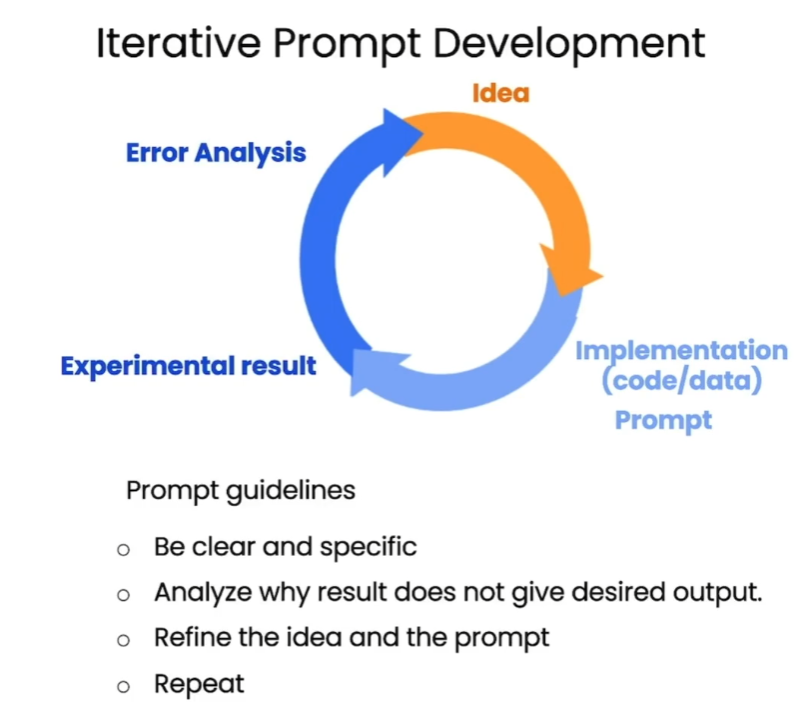 Iterative Prompt Development
Idea
Error Analysis
Experimental result
Implementation
(code/data)
Prompt
Prompt guidelines
o Be clear and specific
o Analyze why result does not give desired output.
o Refine the idea and the prompt
o Repeat